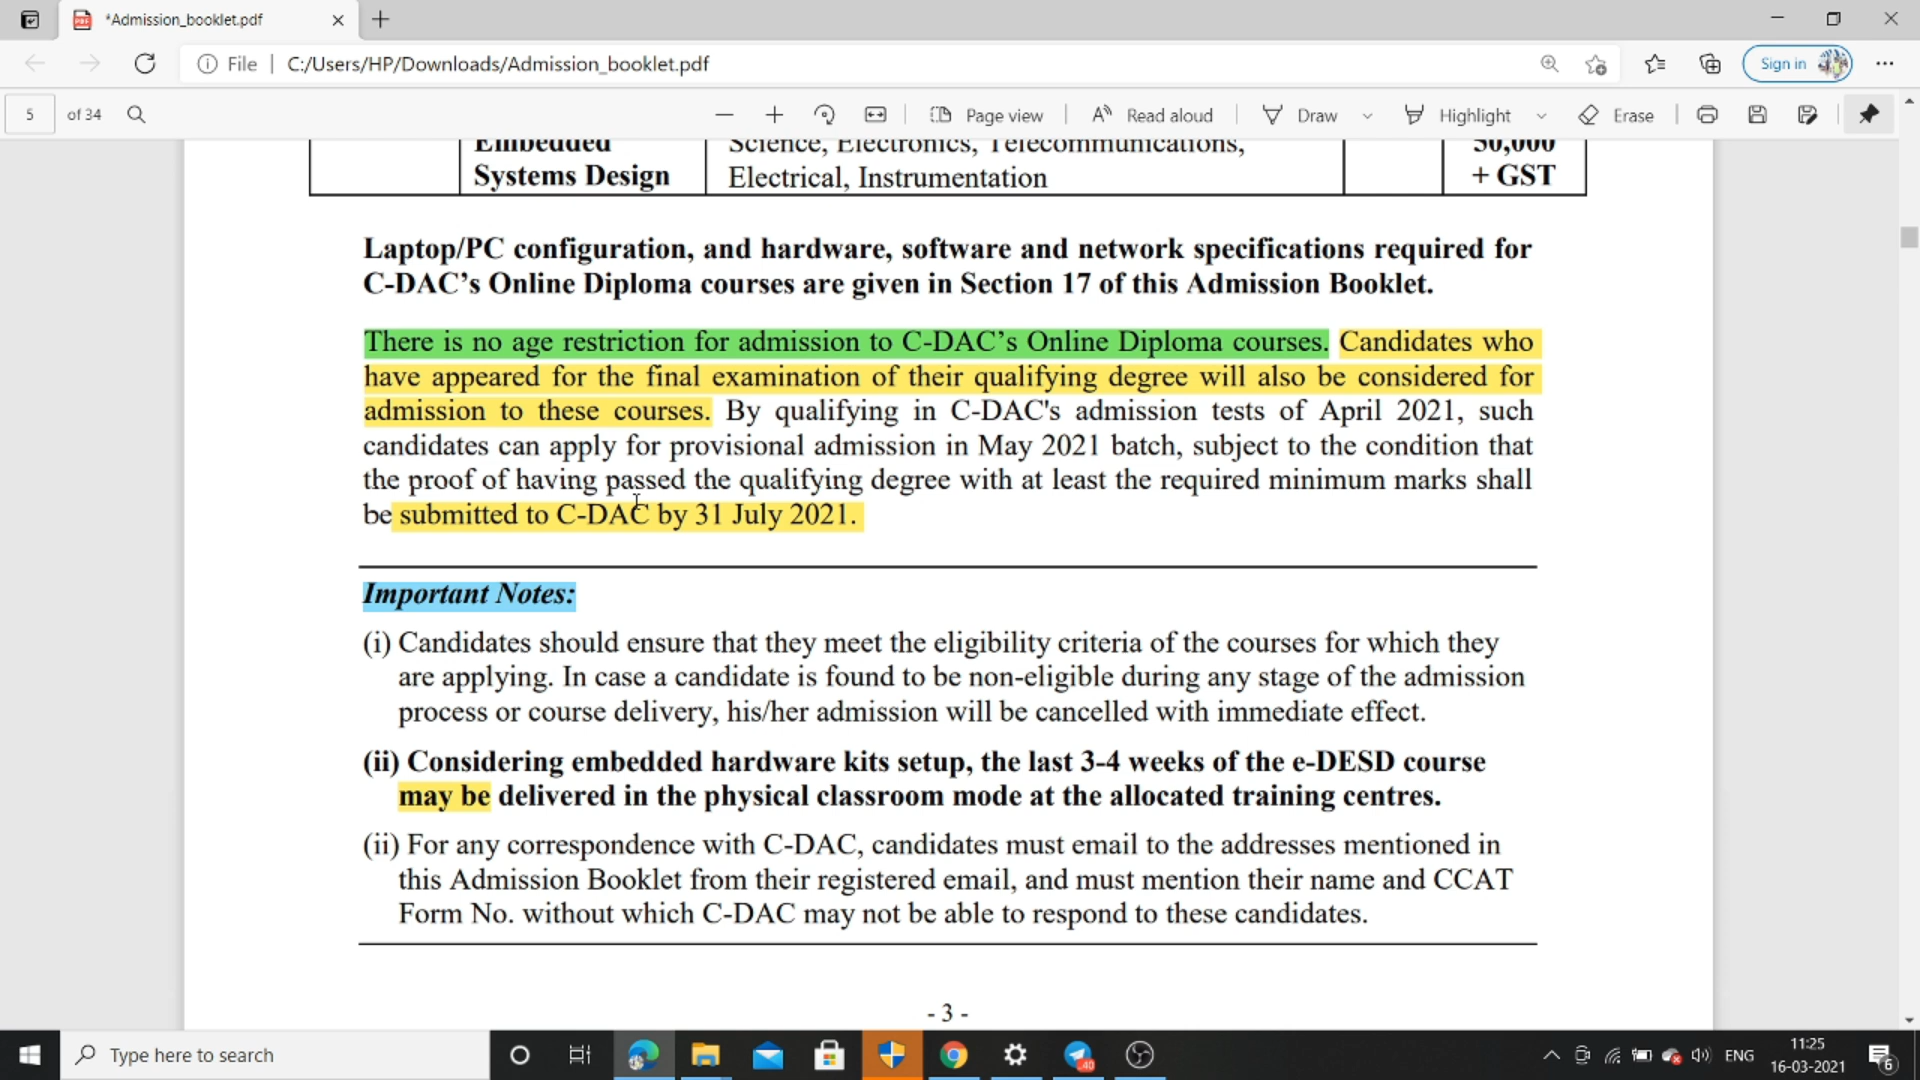 *Admission_booklet.pdf
File
C:/Users/HP/Downloads/Admission_booklet.pdf
Sign in
5 of 34
Page view
Read aloud
Draw
Highlight
Erase
Embedded Science, Electronics, Telecommunications, 50,000
Systems Design Electrical, Instrumentation + GST
Laptop/PC configuration, and hardware, software and network specifications required for
C-DAC’s Online Diploma courses are given in Section 17 of this Admission Booklet.
There is no age restriction for admission to C-DAC’s Online Diploma courses. Candidates who
have appeared for the final examination of their qualifying degree will also be considered for
admission to these courses. By qualifying in C-DAC's admission tests of April 2021, such
candidates can apply for provisional admission in May 2021 batch, subject to the condition that
the proof of having passed the qualifying degree with at least the required minimum marks shall
be submitted to C-DAC by 31 July 2021.
Important Notes:
(i) Candidates should ensure that they meet the eligibility criteria of the courses for which they
are applying. In case a candidate is found to be non-eligible during any stage of the admission
process or course delivery, his/her admission will be cancelled with immediate effect.
(ii) Considering embedded hardware kits setup, the last 3-4 weeks of the e-DESD course
may be delivered in the physical classroom mode at the allocated training centres.
(ii) For any correspondence with C-DAC, candidates must email to the addresses mentioned in
this Admission Booklet from their registered email, and must mention their name and CCAT
Form No. without which C-DAC may not be able to respond to these candidates.
- 3 -
Type here to search
40
ENG
11:25
16-03-2021
6